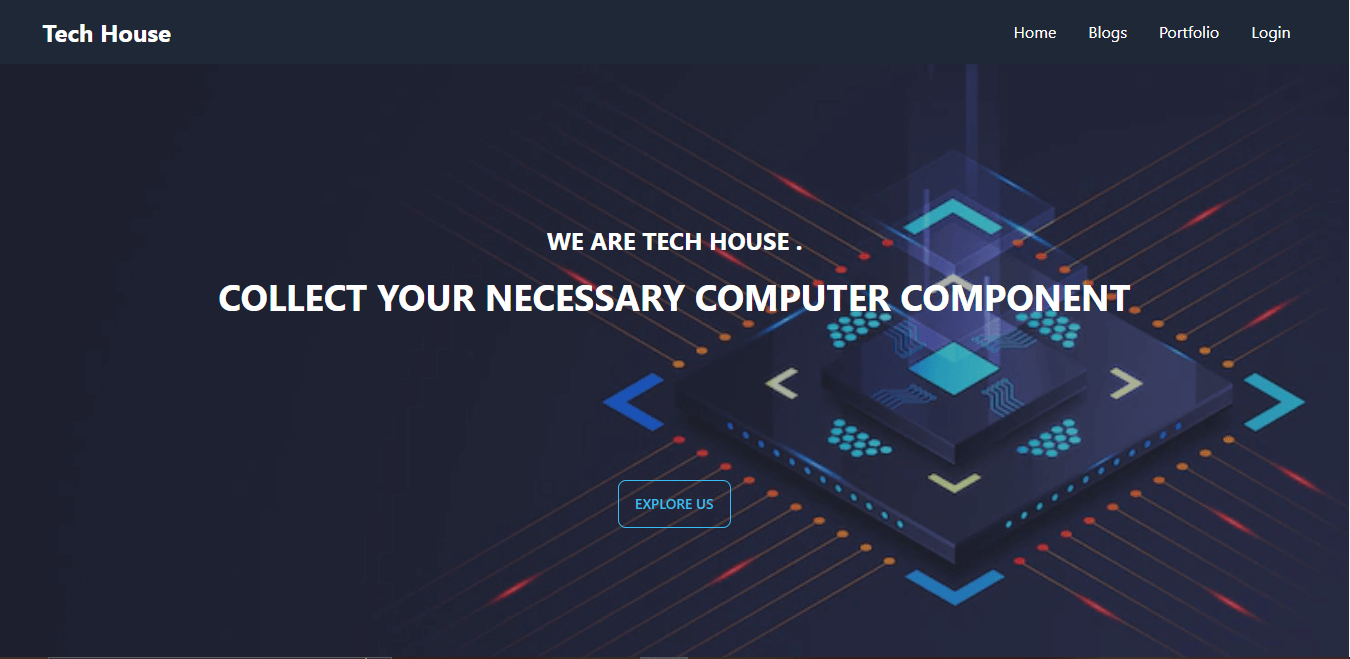 Tech House
Home Blogs Portfolio Login
WE ARE TECH HOUSE .
COLLECT YOUR NECESSARY COMPUTER COMPONENT
EXPLORE US